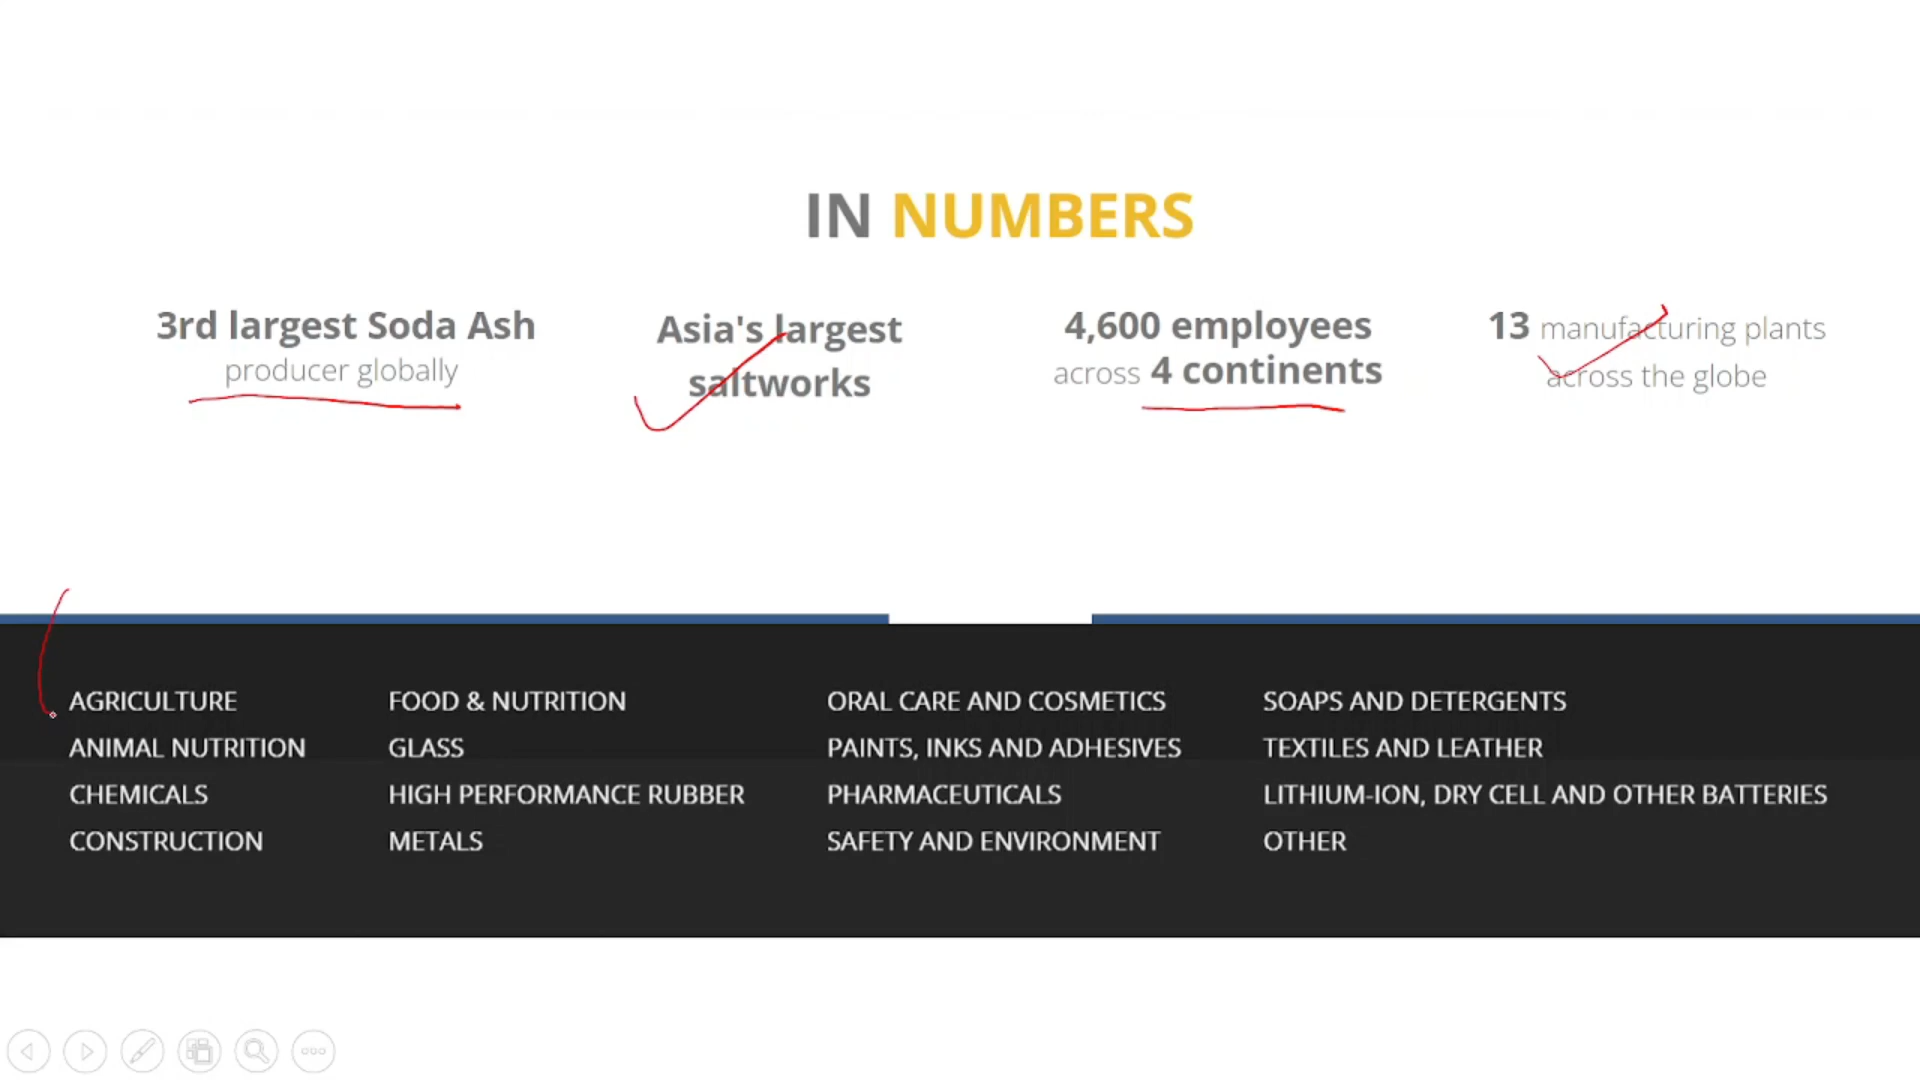 IN NUMBERS
3rd largest Soda Ash
producer globally
Asia's largest
saltworks
4,600 employees
across 4 continents
13 manufacturing plants
across the globe
AGRICULTURE
ANIMAL NUTRITION
CHEMICALS
CONSTRUCTION
FOOD & NUTRITION
GLASS
HIGH PERFORMANCE RUBBER
METALS
ORAL CARE AND COSMETICS
PAINTS, INKS AND ADHESIVES
PHARMACEUTICALS
SAFETY AND ENVIRONMENT
SOAPS AND DETERGENTS
TEXTILES AND LEATHER
LITHIUM-ION, DRY CELL AND OTHER BATTERIES
OTHER